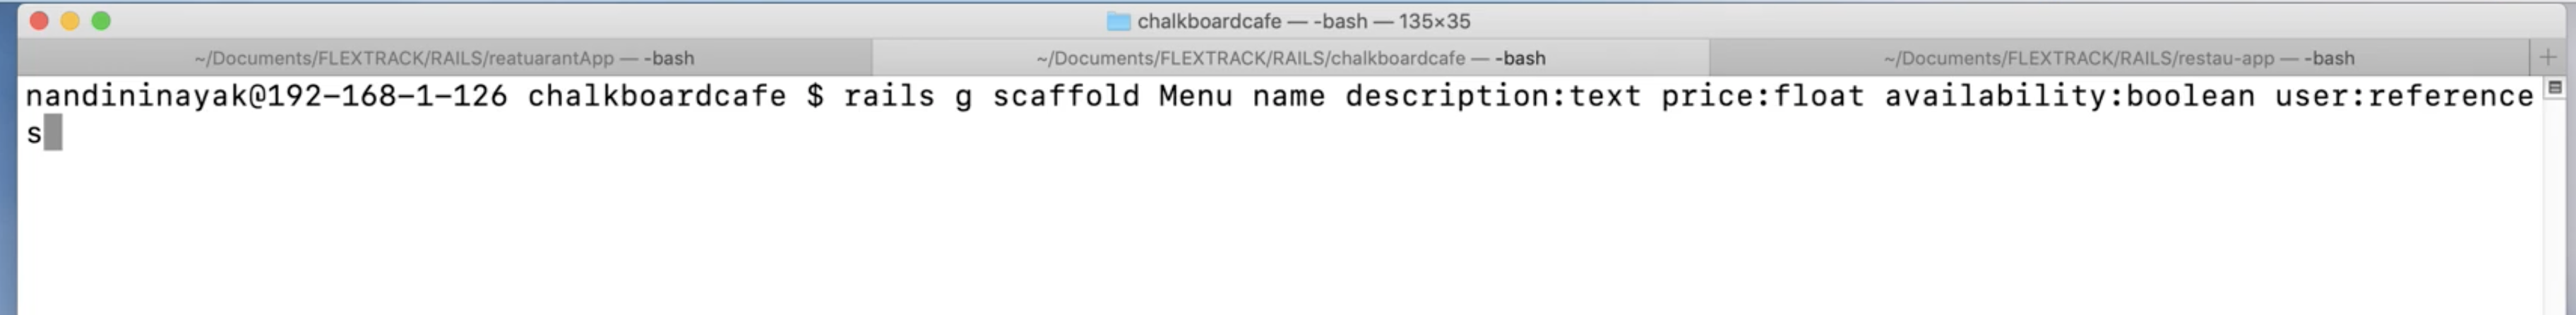 chalkboardcafe — -bash — 135×35
~/Documents/FLEXTRACK/RAILS/reatuarantApp — -bash
~/Documents/FLEXTRACK/RAILS/chalkboardcafe — -bash
~/Documents/FLEXTRACK/RAILS/restau-app — -bash
nandininayak@192-168-1-126 chalkboardcafe $ rails g scaffold Menu name description:text price:float availability:boolean user:reference
s